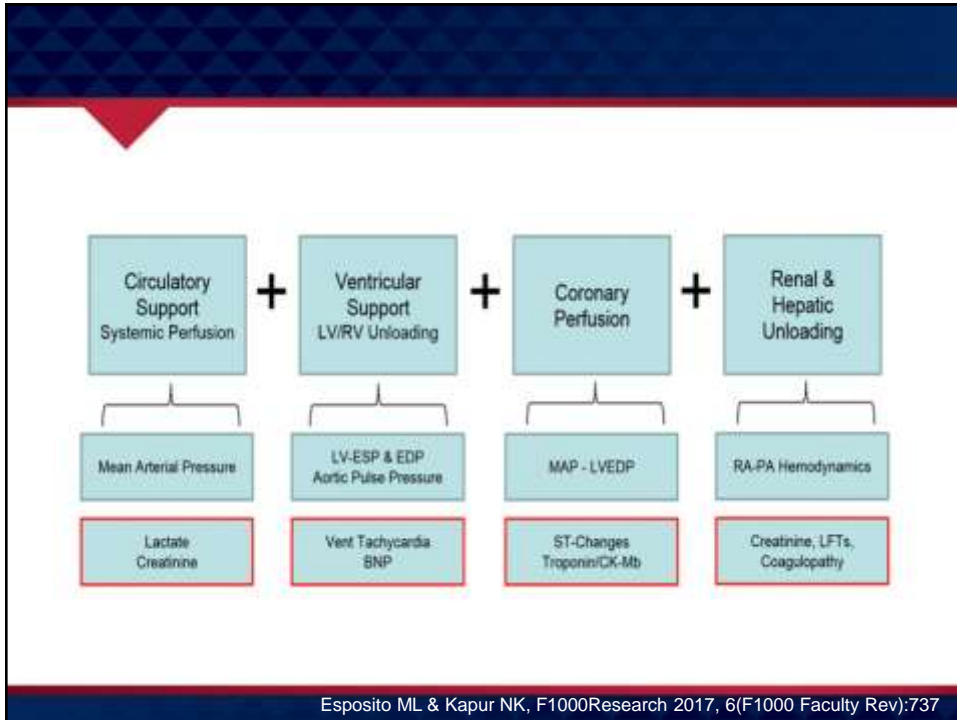 Circulatory
Support
Systemic Perfusion
+
Ventricular
Support
LV/RV Unloading
+
Coronary
Perfusion
+
Renal &
Hepatic
Unloading
Mean Arterial Pressure
LV-ESP & EDP
Aortic Pulse Pressure
MAP - LVEDP
RA-PA Hemodynamics
Lactate
Creatinine
Vent Tachycardia
BNP
ST-Changes
Troponin/CK-Mb
Creatinine, LFTs,
Coagulopathy
Esposito ML & Kapur NK, F1000Research 2017, 6(F1000 Faculty Rev):737